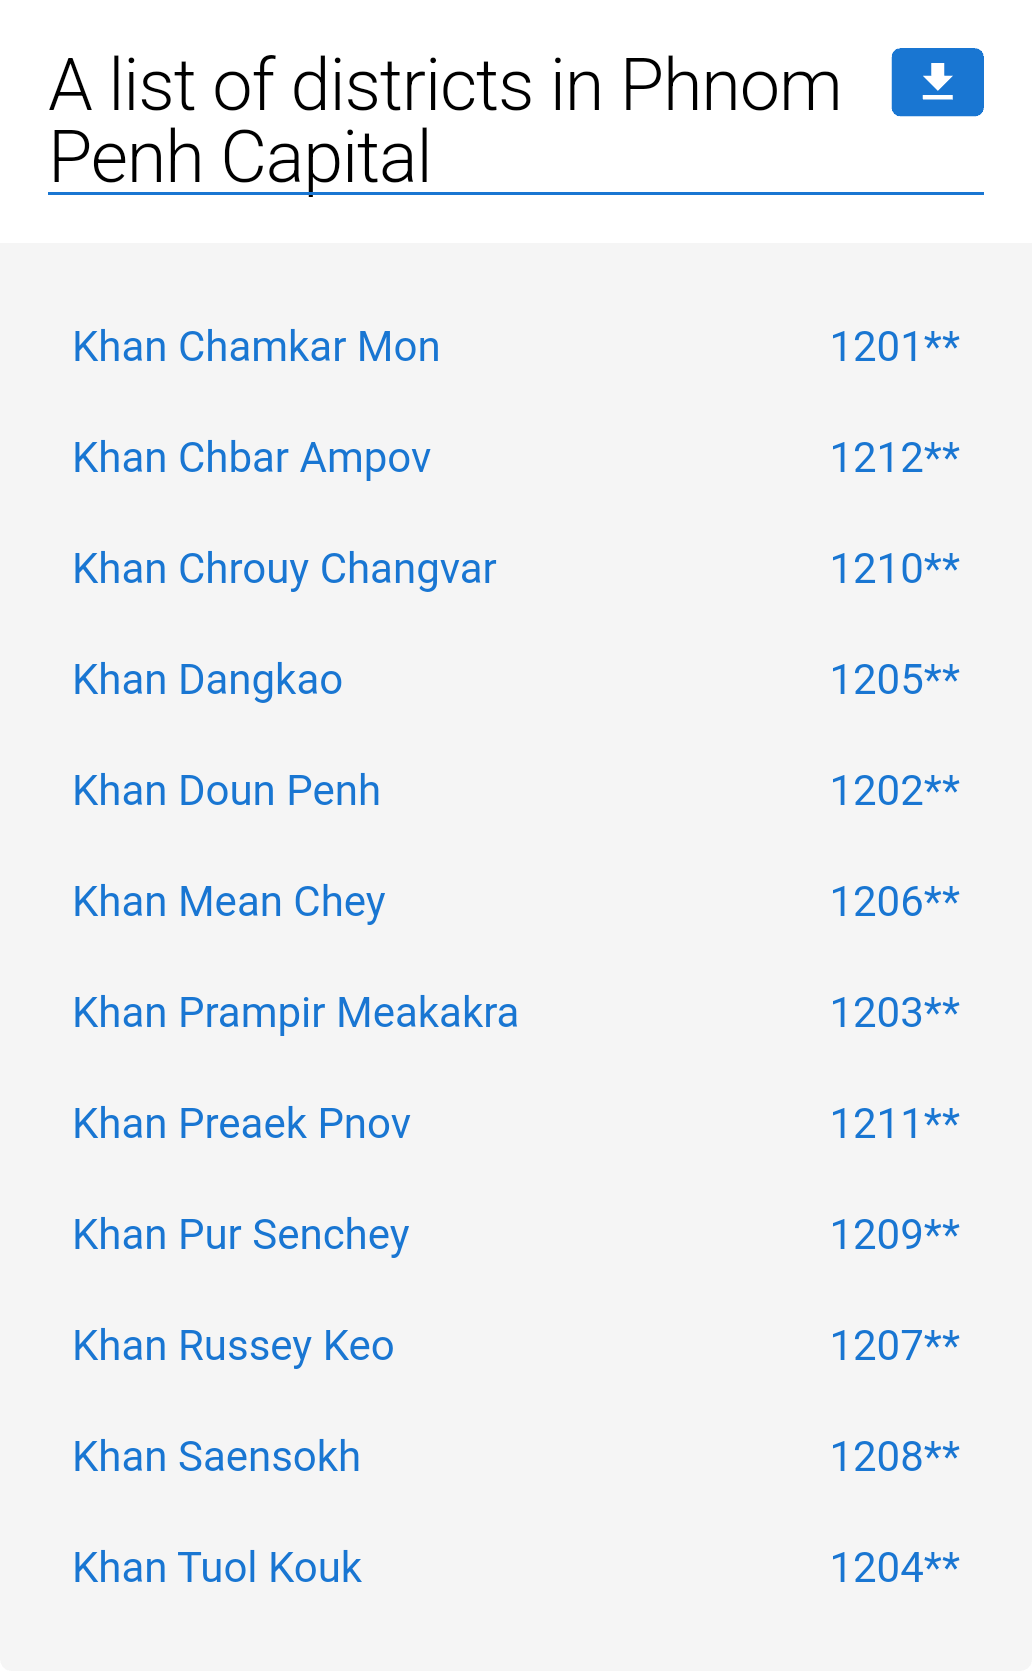 A list of districts in Phnom
Penh Capital
Khan Chamkar Mon 1201**
Khan Chbar Ampov 1212**
Khan Chrouy Changvar 1210**
Khan Dangkao 1205**
Khan Doun Penh 1202**
Khan Mean Chey 1206**
Khan Prampir Meakakra 1203**
Khan Preaek Pnov 1211**
Khan Pur Senchey 1209**
Khan Russey Keo 1207**
Khan Saensokh 1208**
Khan Tuol Kouk 1204**